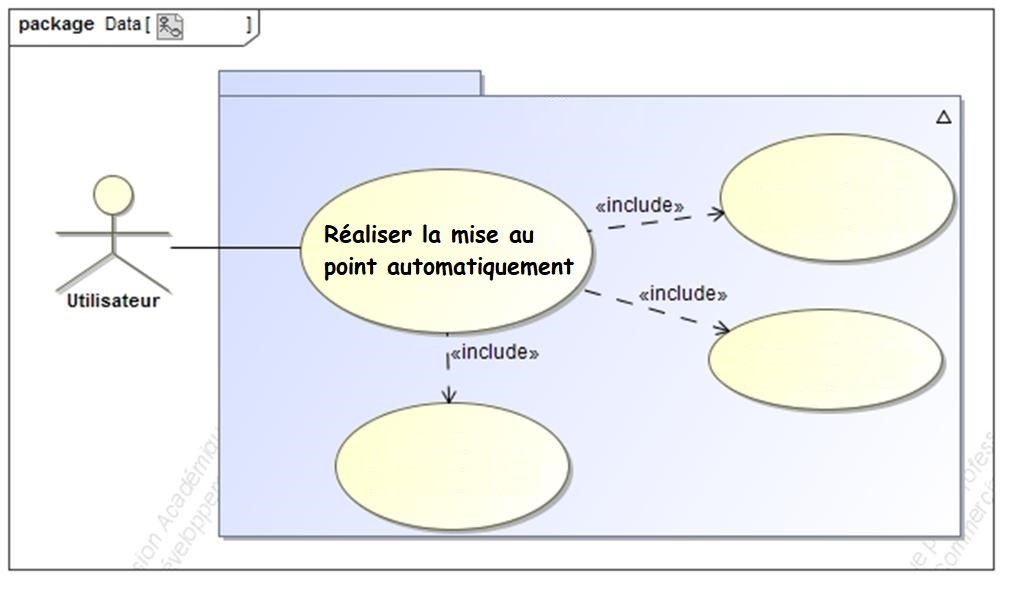 package Data [ ]
«include»
Réaliser la mise au
point automatiquement
«include»
Utilisateur
«include»